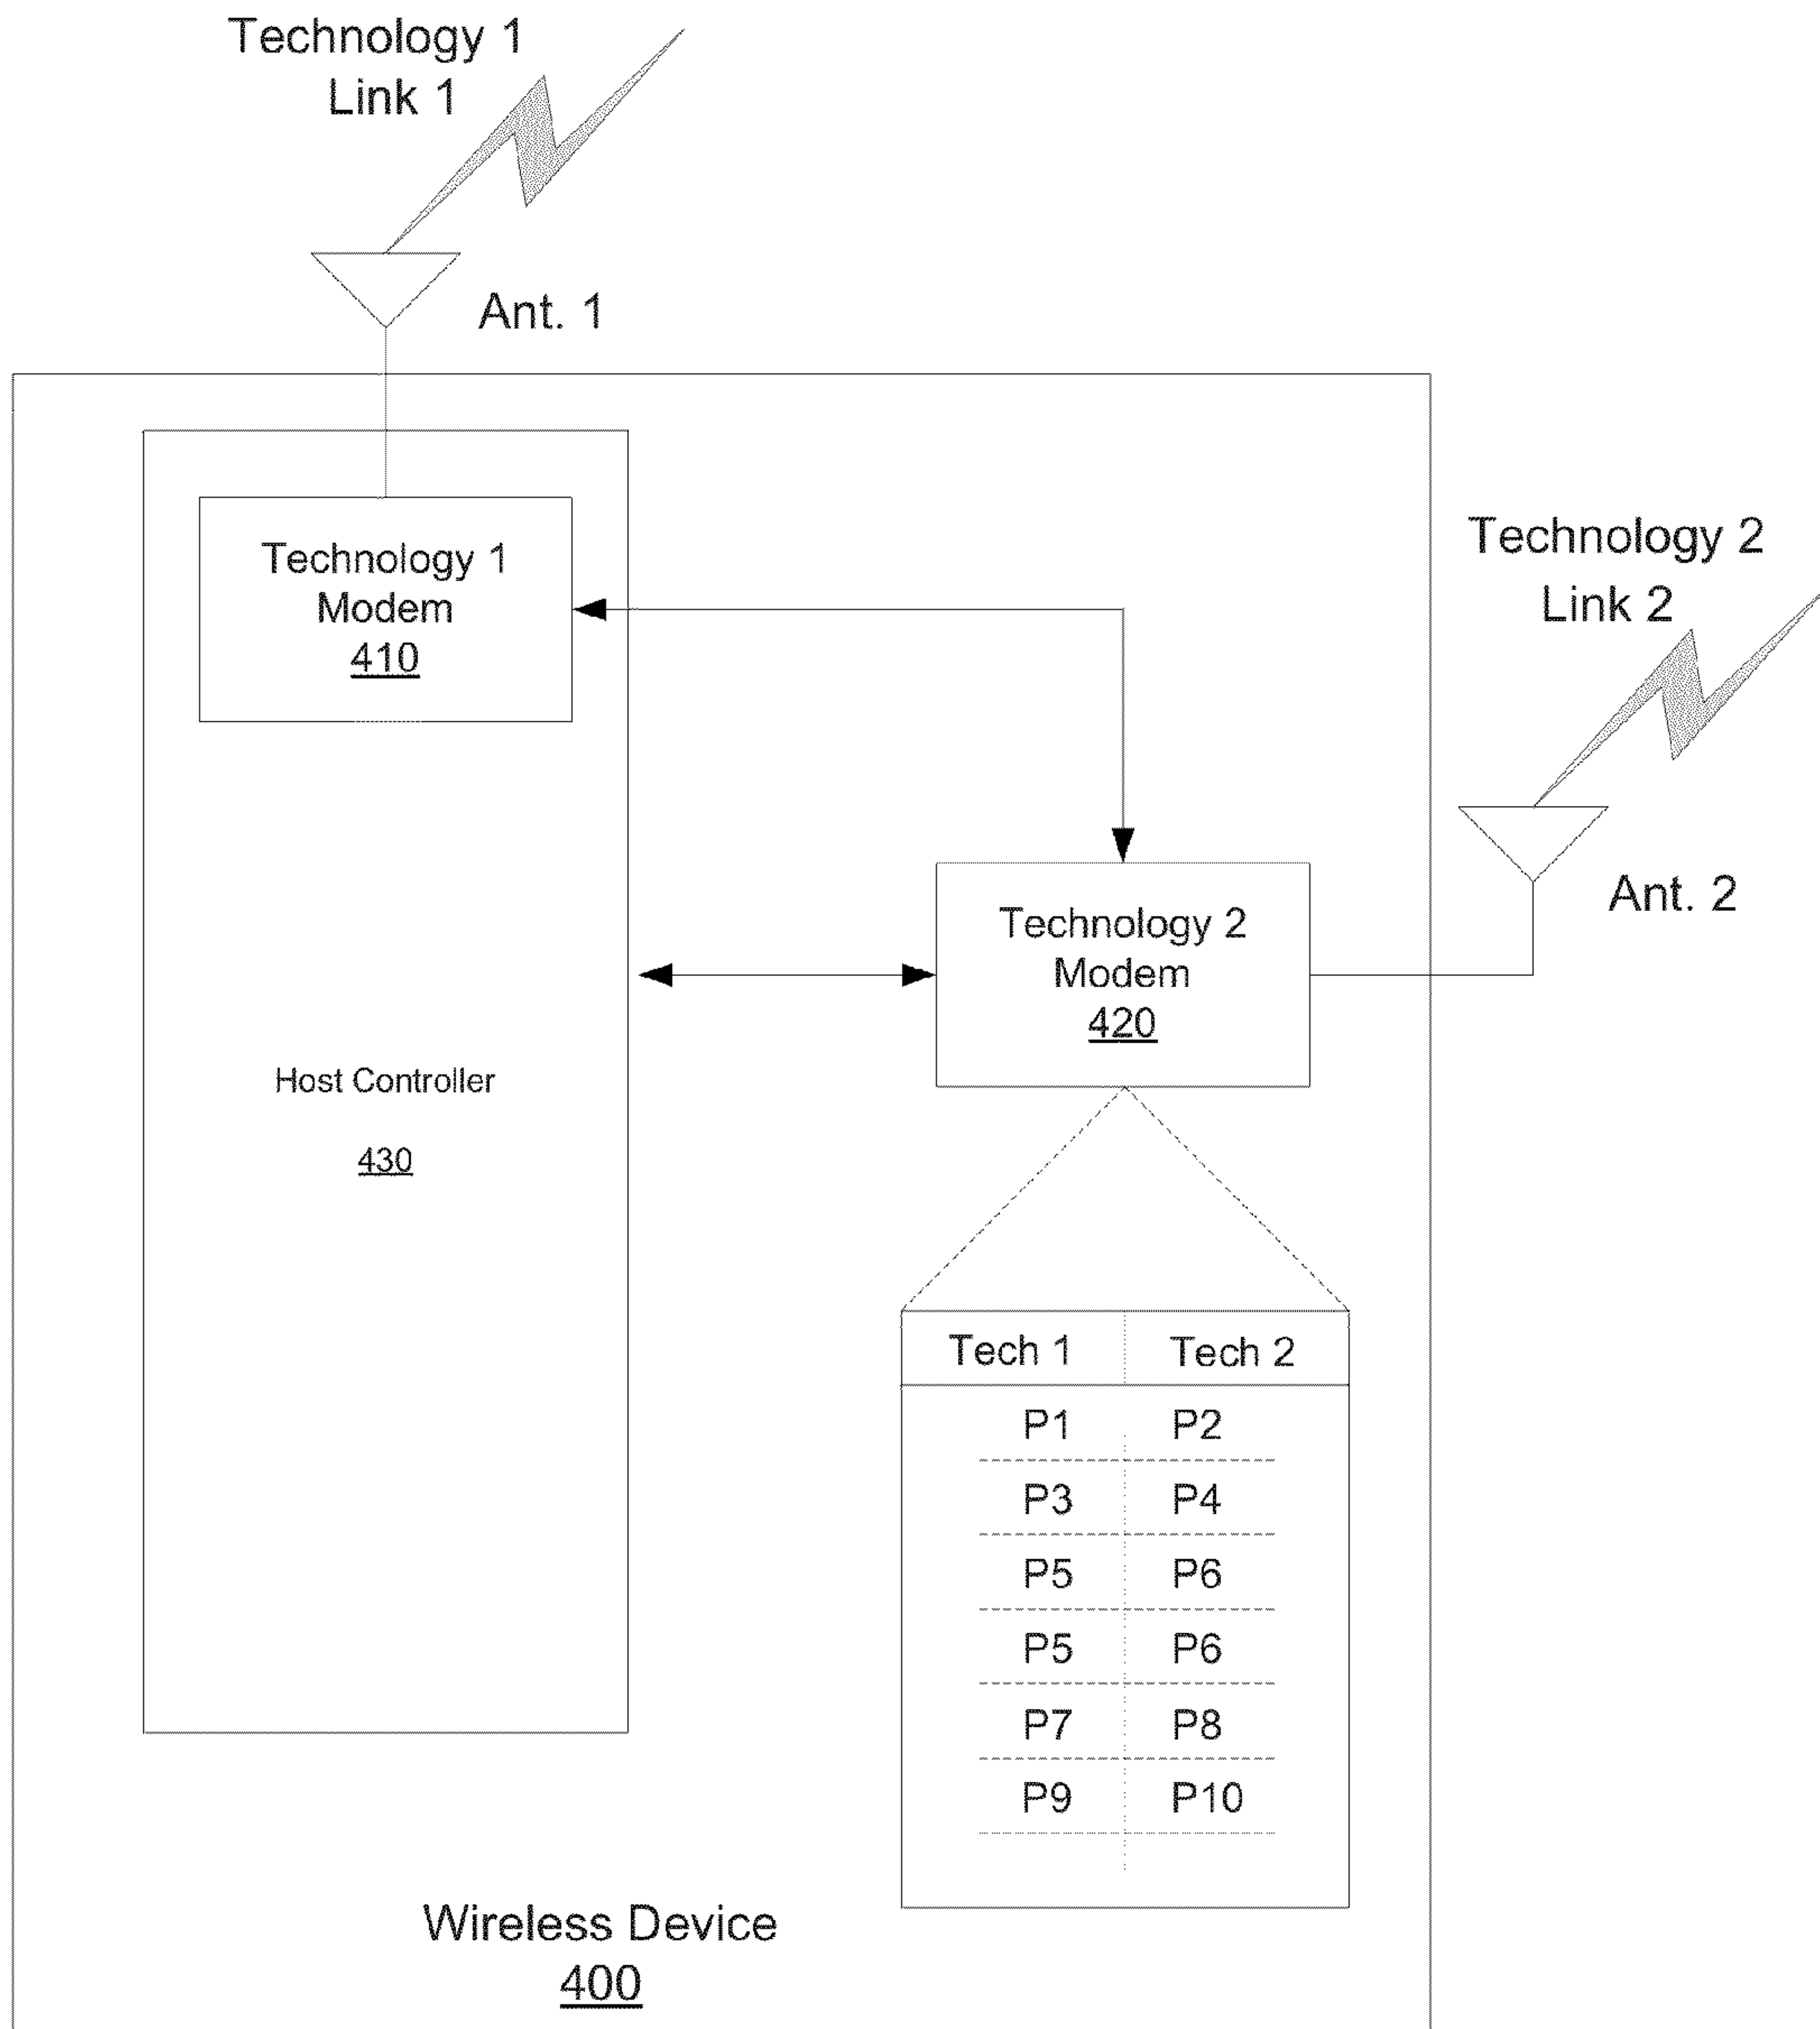 Technology 1
Link 1
Ant. 1
Technology 1
Modem
410
Technology 2
Link 2
Ant. 2
Technology 2
Modem
420
Host Controller
430
Tech 1 Tech 2
P1 P2
P3 P4
P5 P6
P5 P6
P7 P8
P9 P10
Wireless Device
400